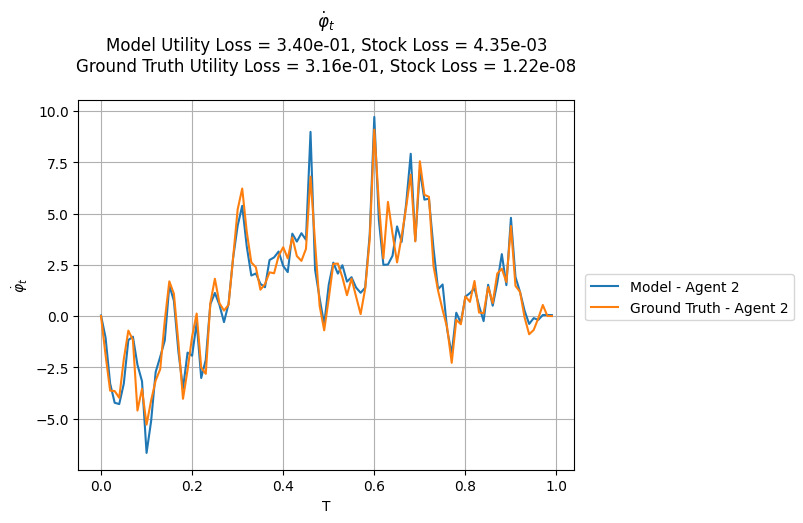 φ̇ₜ
Model Utility Loss = 3.40e-01, Stock Loss = 4.35e-03
Ground Truth Utility Loss = 3.16e-01, Stock Loss = 1.22e-08
10.0
7.5
5.0
2.5
0.0
−2.5
−5.0
φ̇ₜ
0.0 0.2 0.4 0.6 0.8 1.0
T
Model - Agent 2
Ground Truth - Agent 2